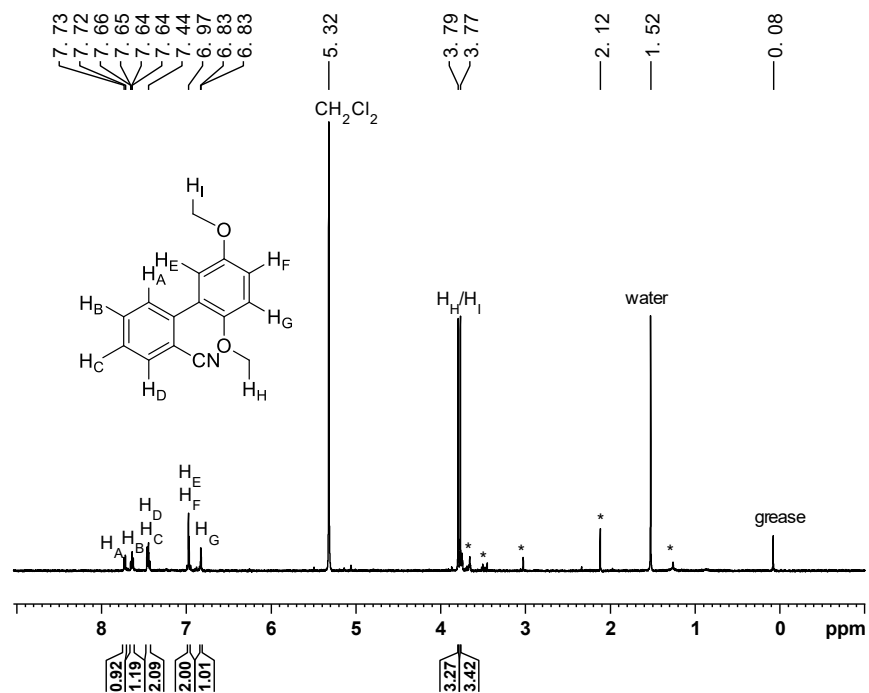 7.73
7.72
7.66
7.65
7.64
7.64
7.44
6.97
6.83
6.83
5.32
3.79
3.77
2.12
1.52
0.08
CH2Cl2
HI
O
HE
HF
HA
HB
HG
O
HC
CN
HD
HH
HH/HI
water
HE
HD
HF
*
HA
HB
HC
HG
*
*
*
*
grease
8 7 6 5 4 3 2 1 0 ppm
0.92
1.19
2.09
2.00
1.01
3.27
3.42